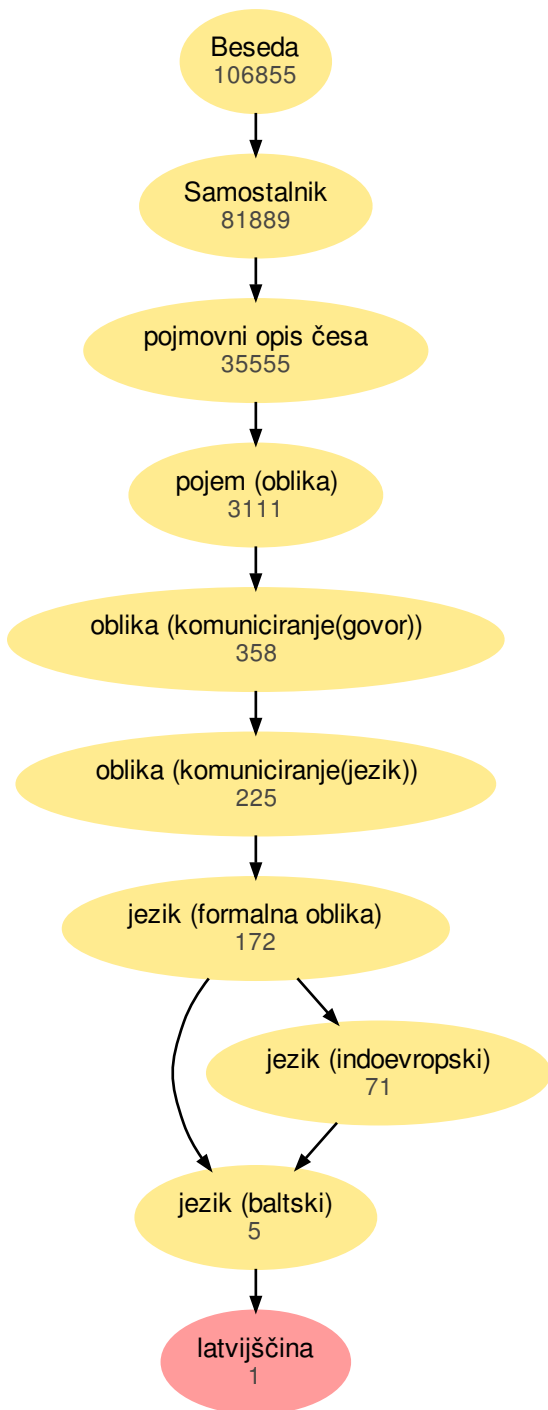 Beseda
106855
Samostalnik
81889
pojmovni opis česa
35555
pojem (oblika)
3111
oblika (komuniciranje(govor))
358
oblika (komuniciranje(jezik))
225
jezik (formalna oblika)
172
jezik (indoevropski)
71
jezik (baltski)
5
latvijščina
1